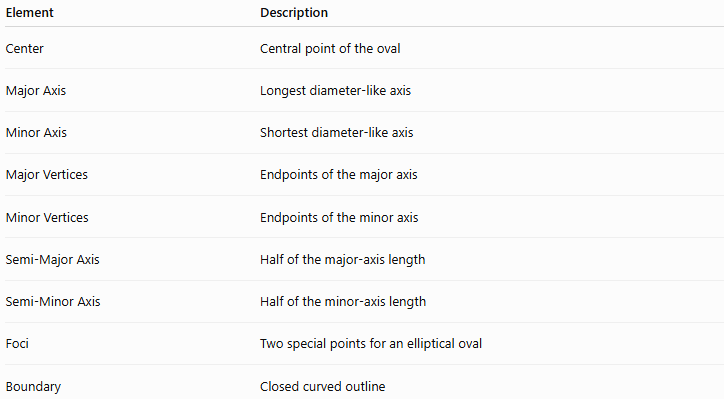 Element Description
Center Central point of the oval
Major Axis Longest diameter-like axis
Minor Axis Shortest diameter-like axis
Major Vertices Endpoints of the major axis
Minor Vertices Endpoints of the minor axis
Semi-Major Axis Half of the major-axis length
Semi-Minor Axis Half of the minor-axis length
Foci Two special points for an elliptical oval
Boundary Closed curved outline